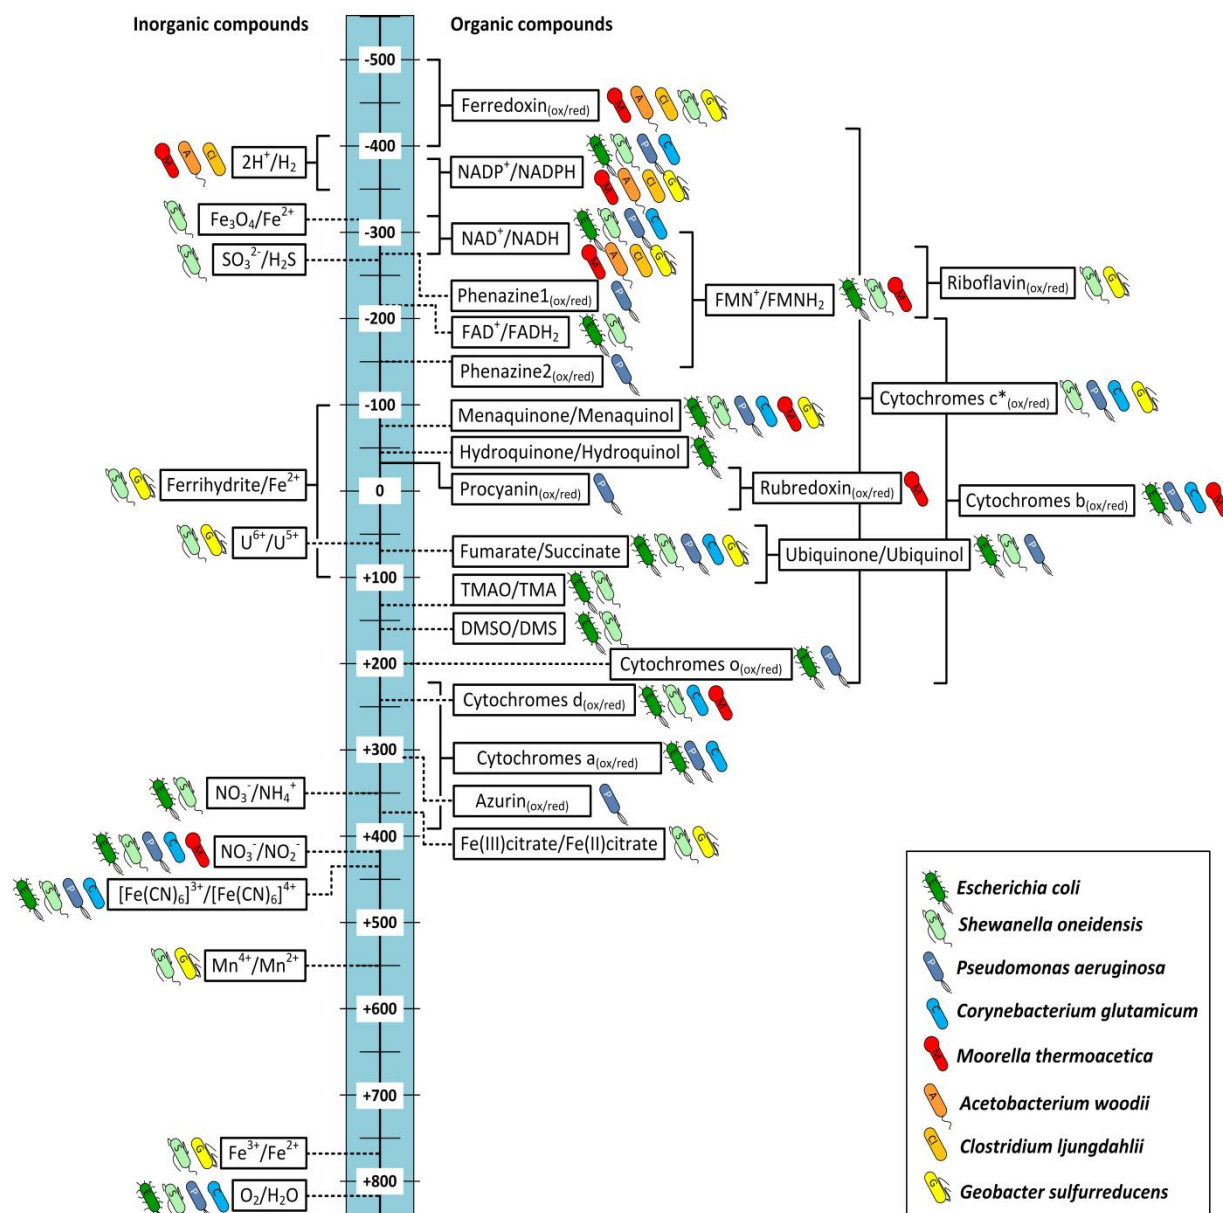 Inorganic compounds
Organic compounds
-500
-400
-300
-200
-100
0
+100
+200
+300
+400
+500
+600
+700
+800
2H⁺/H₂
Fe₃O₄/Fe²⁺
SO₃²⁻/H₂S
Ferrihydrite/Fe²⁺
U⁶⁺/U⁵⁺
NO₃⁻/NH₄⁺
NO₃⁻/NO₂⁻
[Fe(CN)₆]³⁺/[Fe(CN)₆]⁴⁺
Mn⁴⁺/Mn²⁺
Fe³⁺/Fe²⁺
O₂/H₂O
Ferredoxin(ox/red)
NADP⁺/NADPH
NAD⁺/NADH
Phenazine1(ox/red)
FAD⁺/FADH₂
Phenazine2(ox/red)
Menaquinone/Menaquinol
Hydroquinone/Hydroquinol
Procyanin(ox/red)
Fumarate/Succinate
TMAO/TMA
DMSO/DMS
Cytochromes o(ox/red)
Cytochromes d(ox/red)
Cytochromes a(ox/red)
Azurin(ox/red)
Fe(III)citrate/Fe(II)citrate
FMN⁺/FMNH₂
Rubredoxin(ox/red)
Ubiquinone/Ubiquinol
Riboflavin(ox/red)
Cytochromes c*(ox/red)
Cytochromes b(ox/red)
E Escherichia coli
S Shewanella oneidensis
P Pseudomonas aeruginosa
C Corynebacterium glutamicum
M Moorella thermoacetica
A Acetobacterium woodii
Cl Clostridium ljungdahlii
G Geobacter sulfurreducens